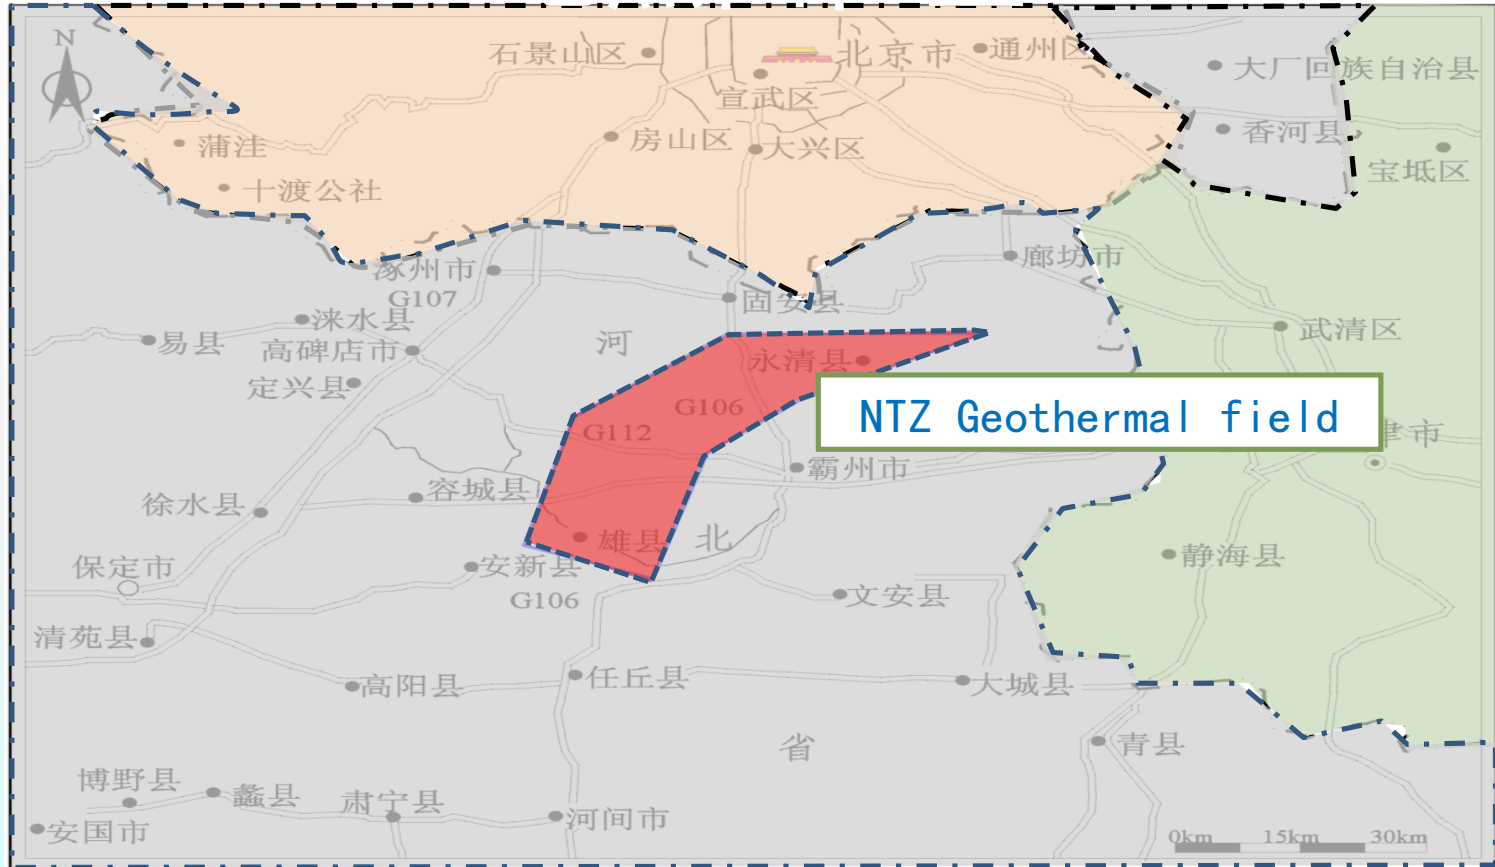 N
石景山区
北京市
通州区
大厂回族自治县
宣武区
蒲洼
房山区
大兴区
香河县
宝坻区
十渡公社
涿州市
廊坊市
G107
固安县
涞水县
易县
高碑店市
河
武清区
定兴县
永清县
G106
NTZ Geothermal field
G112
津市
霸州市
徐水县
容城县
雄县
北
保定市
安新县
静海县
G106
文安县
清苑县
高阳县
任丘县
大城县
省
青县
博野县
蠡县
肃宁县
安国市
河间市
0km 15km 30km